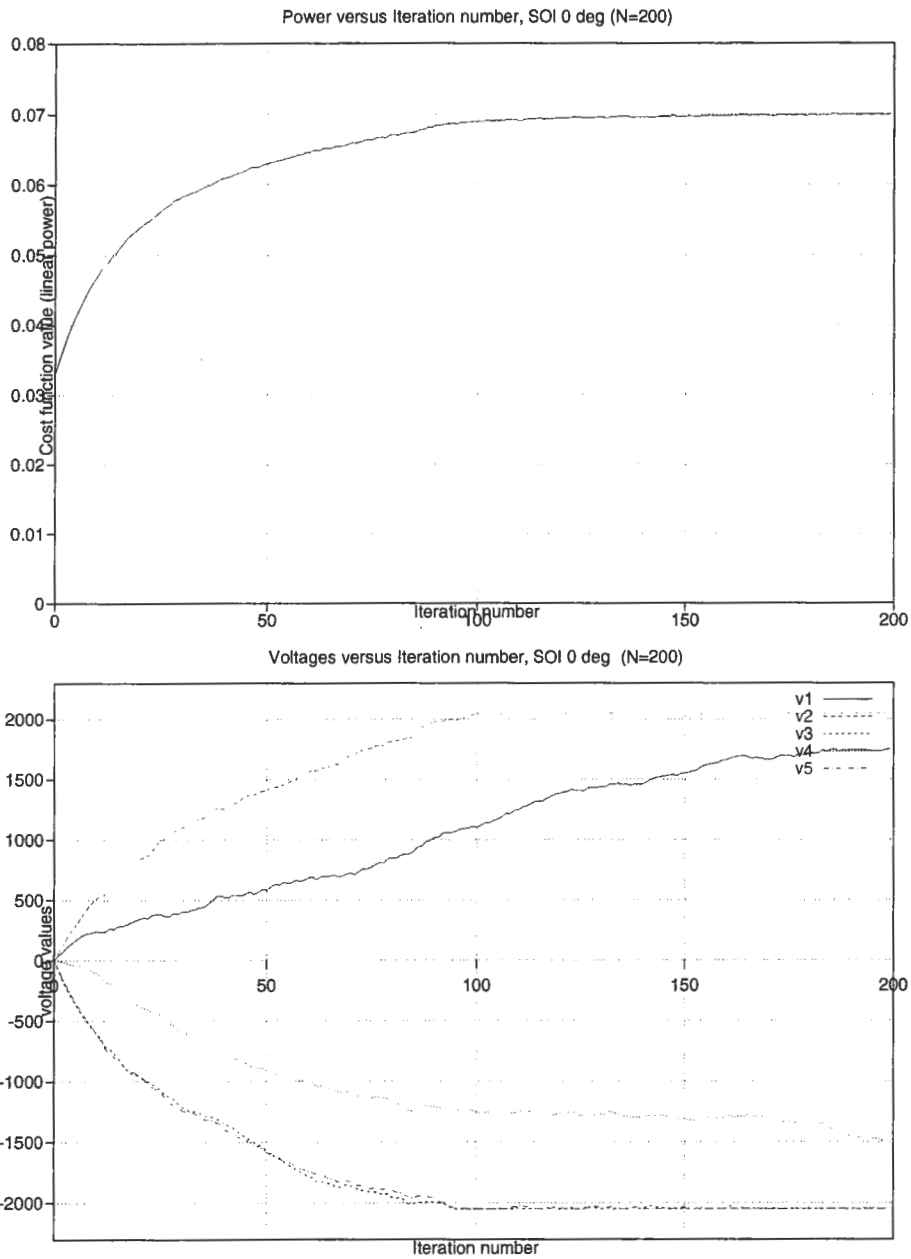 Power versus Iteration number, SOI 0 deg (N=200)
0.08
0.07
0.06
0.05
0.04
0.03
0.02
0.01
0
Cost function value (linear power)
0
50
100
150
200
Iteration number
Voltages versus Iteration number, SOI 0 deg (N=200)
v1
v2
v3
v4
v5
2000
1500
1000
500
0
-500
-1000
-1500
-2000
voltage values
0
50
100
150
200
Iteration number